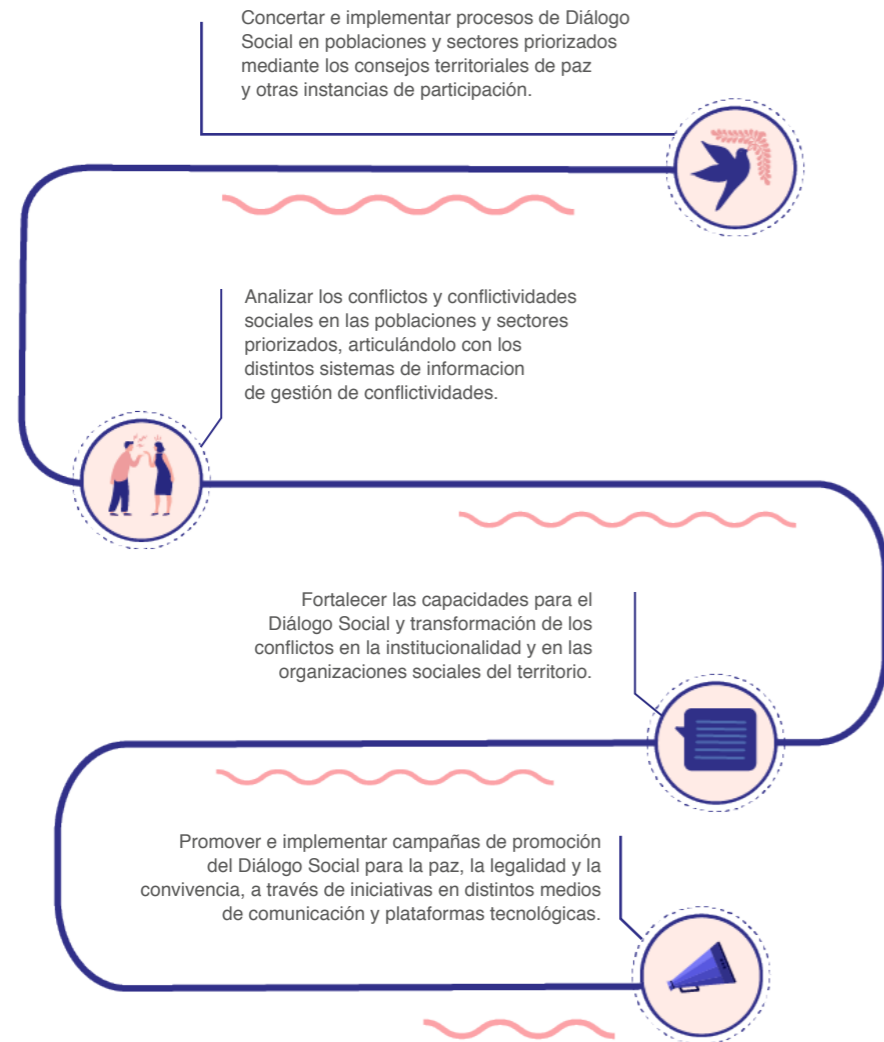 Concertar e implementar procesos de Diálogo
Social en poblaciones y sectores priorizados
mediante los consejos territoriales de paz
y otras instancias de participación.
Analizar los conflictos y conflictividades
sociales en las poblaciones y sectores
priorizados, articulándolo con los
distintos sistemas de informacion
de gestión de conflictividades.
Fortalecer las capacidades para el
Diálogo Social y transformación de los
conflictos en la institucionalidad y en las
organizaciones sociales del territorio.
Promover e implementar campañas de promoción
del Diálogo Social para la paz, la legalidad y la
convivencia, a través de iniciativas en distintos medios
de comunicación y plataformas tecnológicas.